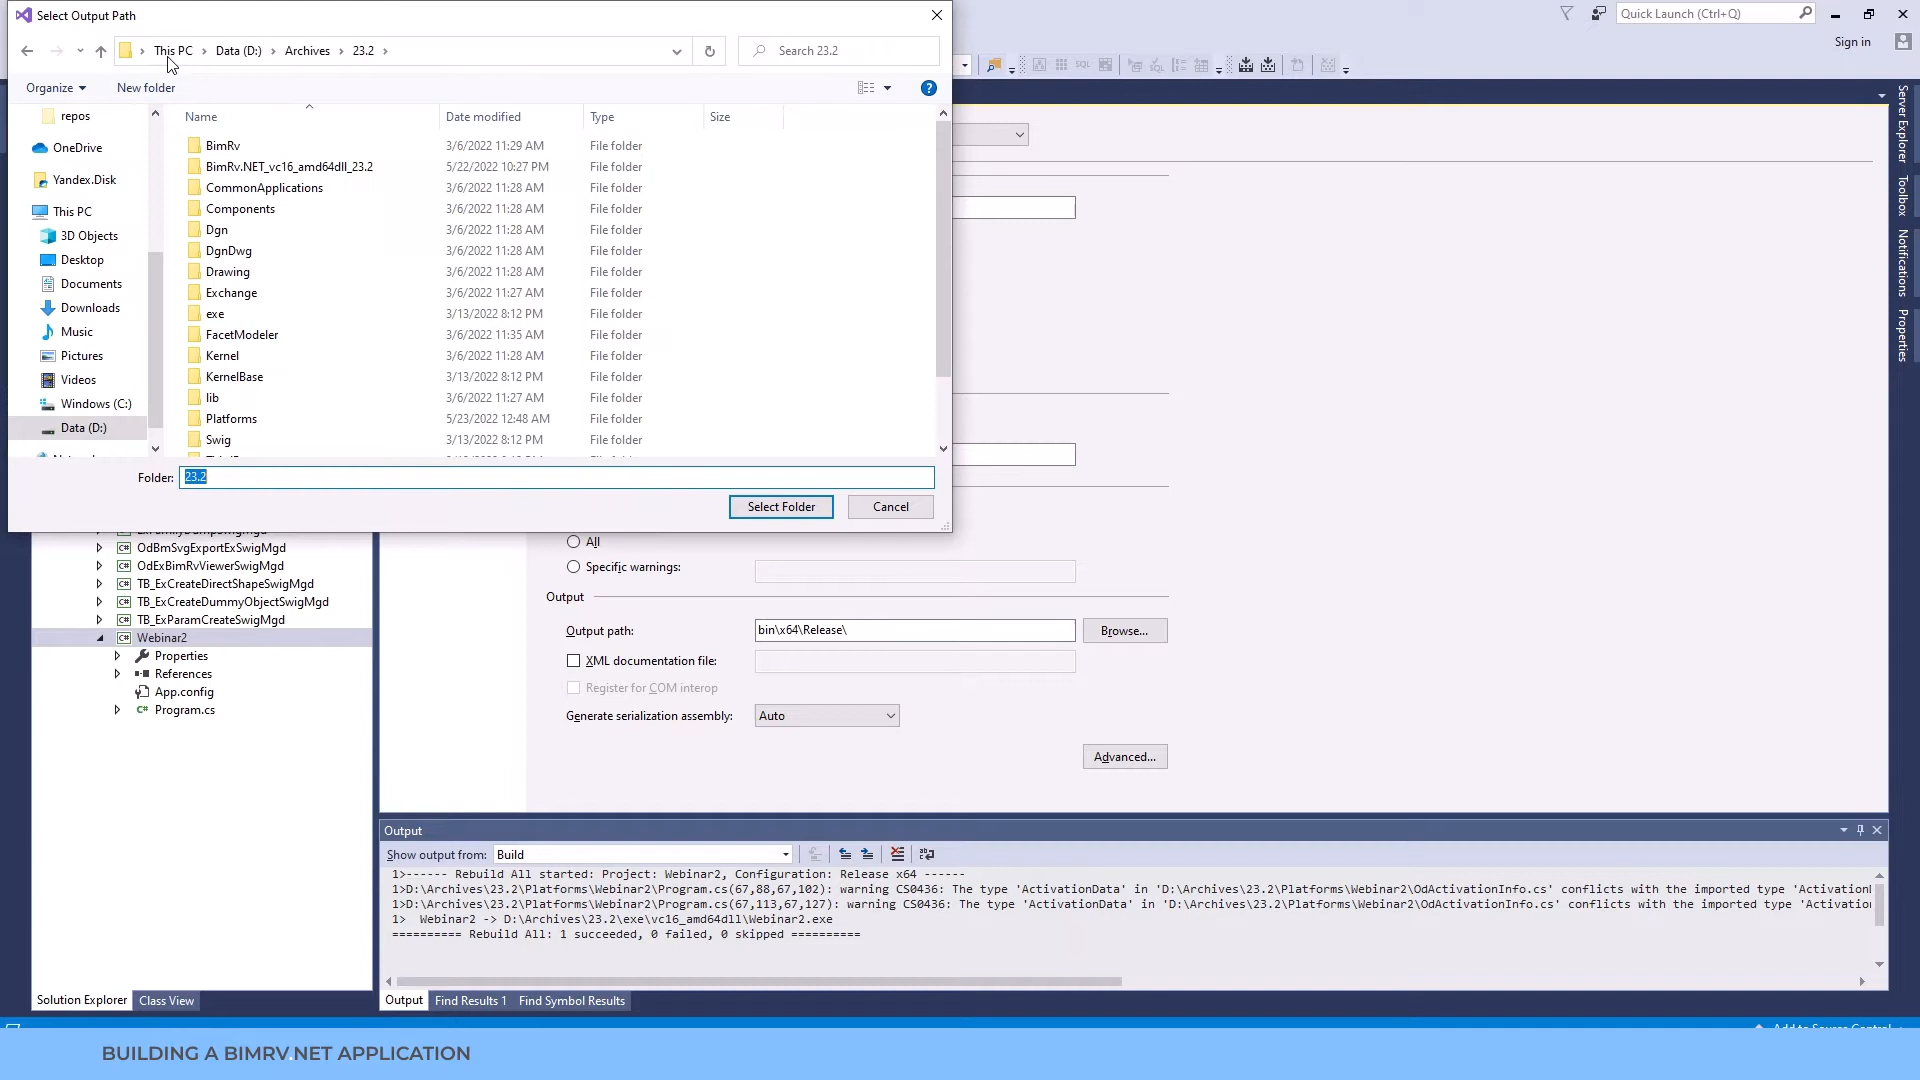 Select Output Path
Quick Launch (Ctrl+Q)
Sign in
This PC
Data (D:)
Archives
23.2
Search 23.2
Organize
New folder
SQL
Name
Date modified
Type
Size
repos
OneDrive
Yandex.Disk
This PC
3D Objects
Desktop
Documents
Downloads
Music
Pictures
Videos
Windows (C:)
Data (D:)
BimRv 3/6/2022 11:29 AM File folder
BimRv.NET_vc16_amd64dll_23.2 5/22/2022 10:27 PM File folder
CommonApplications 3/6/2022 11:28 AM File folder
Components 3/6/2022 11:28 AM File folder
Dgn 3/6/2022 11:28 AM File folder
DgnDwg 3/6/2022 11:28 AM File folder
Drawing 3/6/2022 11:28 AM File folder
Exchange 3/6/2022 11:27 AM File folder
exe 3/13/2022 8:12 PM File folder
FacetModeler 3/6/2022 11:35 AM File folder
Kernel 3/6/2022 11:28 AM File folder
KernelBase 3/13/2022 8:12 PM File folder
lib 3/6/2022 11:27 AM File folder
Platforms 5/23/2022 12:48 AM File folder
Swig 3/13/2022 8:12 PM File folder
Folder: 23.2
Select Folder
Cancel
Server Explorer
Toolbox
Notifications
Properties
OdBmSvgExportExSwigMgd
OdExBimRvViewerSwigMgd
TB_ExCreateDirectShapeSwigMgd
TB_ExCreateDummyObjectSwigMgd
TB_ExParamCreateSwigMgd
Webinar2
Properties
References
App.config
Program.cs
Solution Explorer
Class View
All
Specific warnings:
Output
Output path: bin\x64\Release\ Browse...
XML documentation file:
Register for COM interop
Generate serialization assembly: Auto
Advanced...
Output
Show output from: Build
1>------ Rebuild All started: Project: Webinar2, Configuration: Release x64 ------
1>D:\Archives\23.2\Platforms\Webinar2\Program.cs(67,88,67,102): warning CS0436: The type 'ActivationData' in 'D:\Archives\23.2\Platforms\Webinar2\OdActivationInfo.cs' conflicts with the imported type 'Activation
1>D:\Archives\23.2\Platforms\Webinar2\Program.cs(67,113,67,127): warning CS0436: The type 'ActivationData' in 'D:\Archives\23.2\Platforms\Webinar2\OdActivationInfo.cs' conflicts with the imported type 'Activatio
1>  Webinar2 -> D:\Archives\23.2\exe\vc16_amd64dll\Webinar2.exe
========== Rebuild All: 1 succeeded, 0 failed, 0 skipped ==========
Output
Find Results 1
Find Symbol Results
Add to Source Control
BUILDING A BIMRV.NET APPLICATION